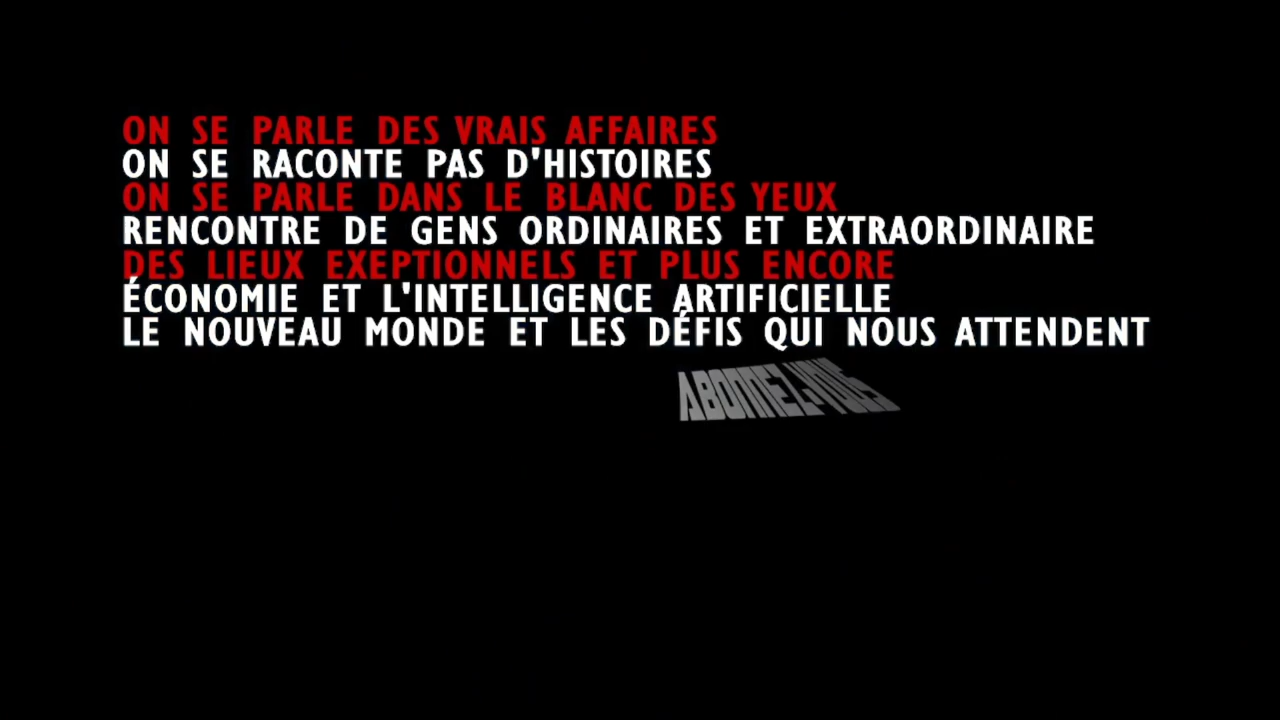 ON SE PARLE DES VRAIS AFFAIRES
ON SE RACONTE PAS D'HISTOIRES
ON SE PARLE DANS LE BLANC DES YEUX
RENCONTRE DE GENS ORDINAIRES ET EXTRAORDINAIRE
DES LIEUX EXEPTIONNELS ET PLUS ENCORE
ÉCONOMIE ET L'INTELLIGENCE ARTIFICIELLE
LE NOUVEAU MONDE ET LES DÉFIS QUI NOUS ATTENDENT
ABONNEZ-VOUS